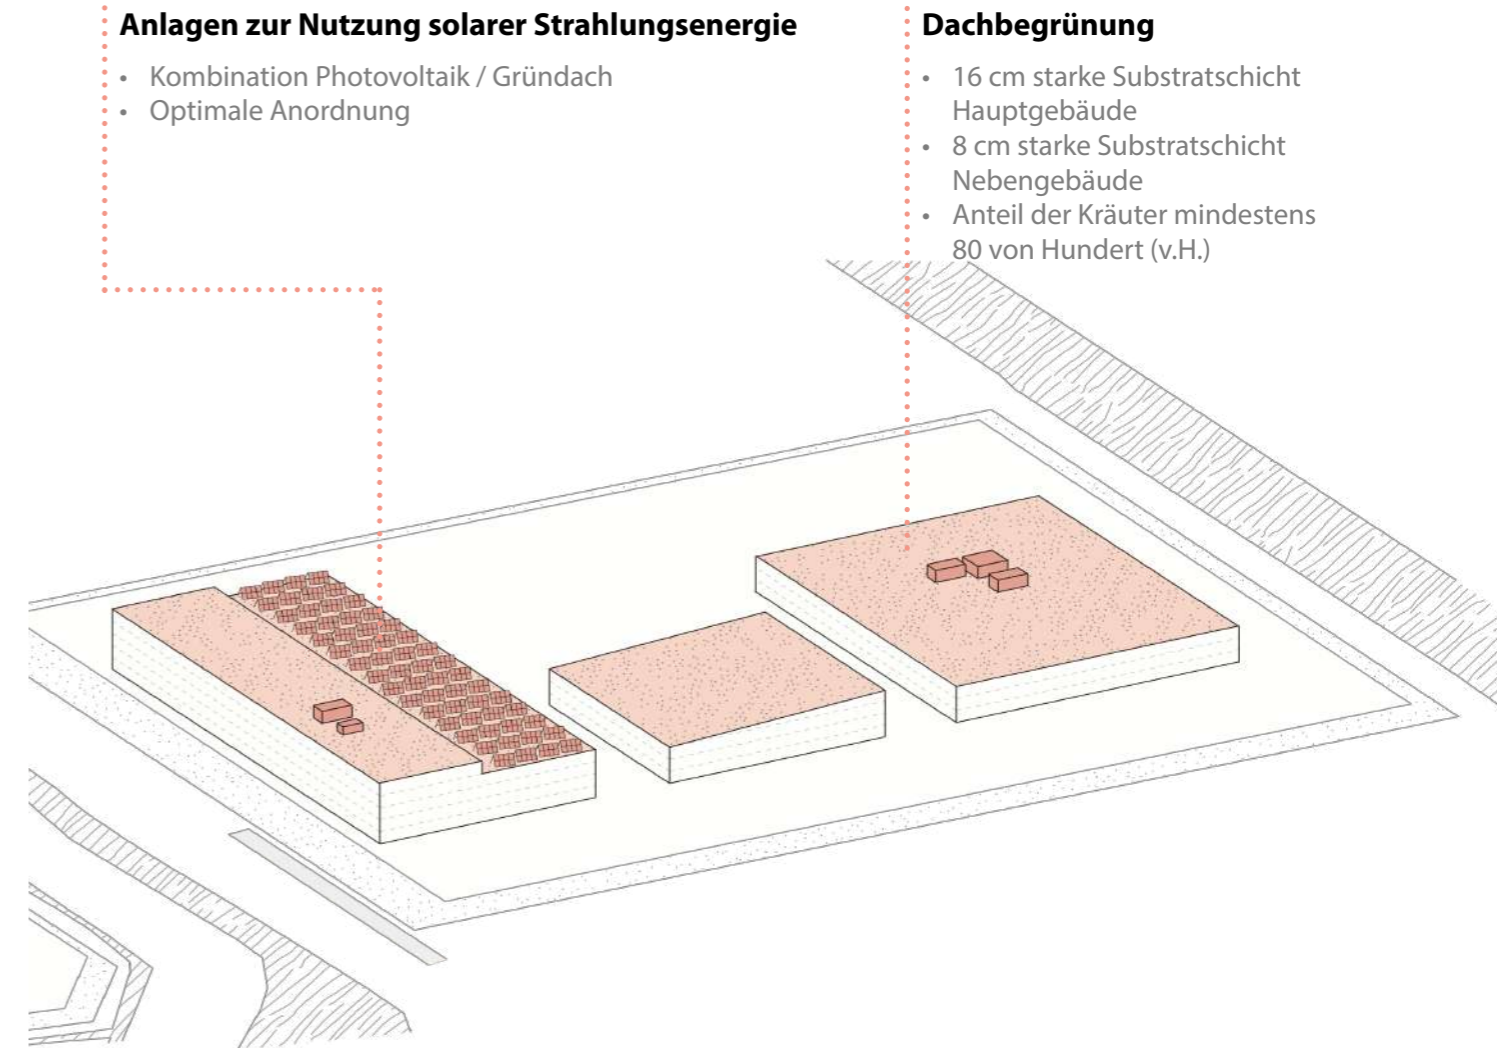 Anlagen zur Nutzung solarer Strahlungsenergie
• Kombination Photovoltaik / Gründach
• Optimale Anordnung
Dachbegrünung
• 16 cm starke Substratschicht
Hauptgebäude
• 8 cm starke Substratschicht
Nebengebäude
• Anteil der Kräuter mindestens
80 von Hundert (v.H.)